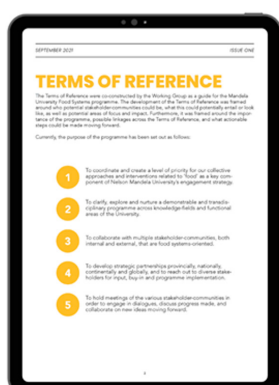 SEPTEMBER 2021
ISSUE ONE
TERMS OF REFERENCE
The Terms of Reference were co-constructed by the Working Group as a guide for the Mandela
University Food Systems programme. The development of the Terms of Reference was framed
around who potential stakeholder-communities could be, what this could potentially entail or look
like, as well as potential areas of focus and impact. Furthermore, it was framed around the impor-
tance of the programme, possible linkages across the Terms of Reference, and what actionable
steps could be made moving forward.
Currently, the purpose of the programme has been set out as follows:
1
To coordinate and create a level of priority for our collective
approaches and interventions related to 'food' as a key com-
ponent of Nelson Mandela University's engagement strategy.
2
To clarify, explore and nurture a demonstrable and transdis-
ciplinary programme across knowledge-fields and functional
areas of the University.
3
To collaborate with multiple stakeholder communities, both
internal and external, that are food systems-oriented.
4
To develop strategic partnerships provincially, nationally,
continentally and globally, and to reach out to diverse stake-
holders for input, buy-in and programme implementation.
5
To hold meetings of the various stakeholder-communities in
order to engage in dialogues, discuss progress made, and
collaborate on new ideas moving forward.